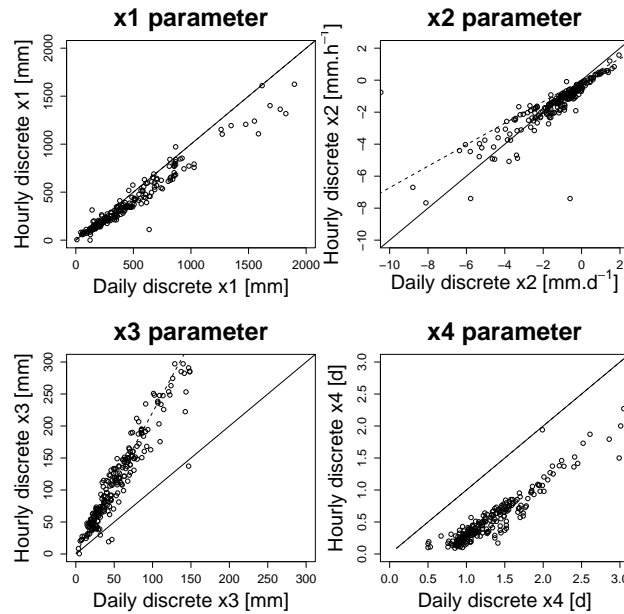 x1 parameter
x2 parameter
Hourly discrete x1 [mm]
0 500 1000 1500 2000
0 500 1000 1500 2000
Daily discrete x1 [mm]
Hourly discrete x2 [mm.h⁻¹]
−10 −8 −6 −4 −2 0 2
−10 −8 −6 −4 −2 0 2
Daily discrete x2 [mm.d⁻¹]
x3 parameter
x4 parameter
Hourly discrete x3 [mm]
0 50 100 150 200 250 300
0 50 100 150 200 250 300
Daily discrete x3 [mm]
Hourly discrete x4 [d]
0.0 0.5 1.0 1.5 2.0 2.5 3.0
0.0 0.5 1.0 1.5 2.0 2.5 3.0
Daily discrete x4 [d]